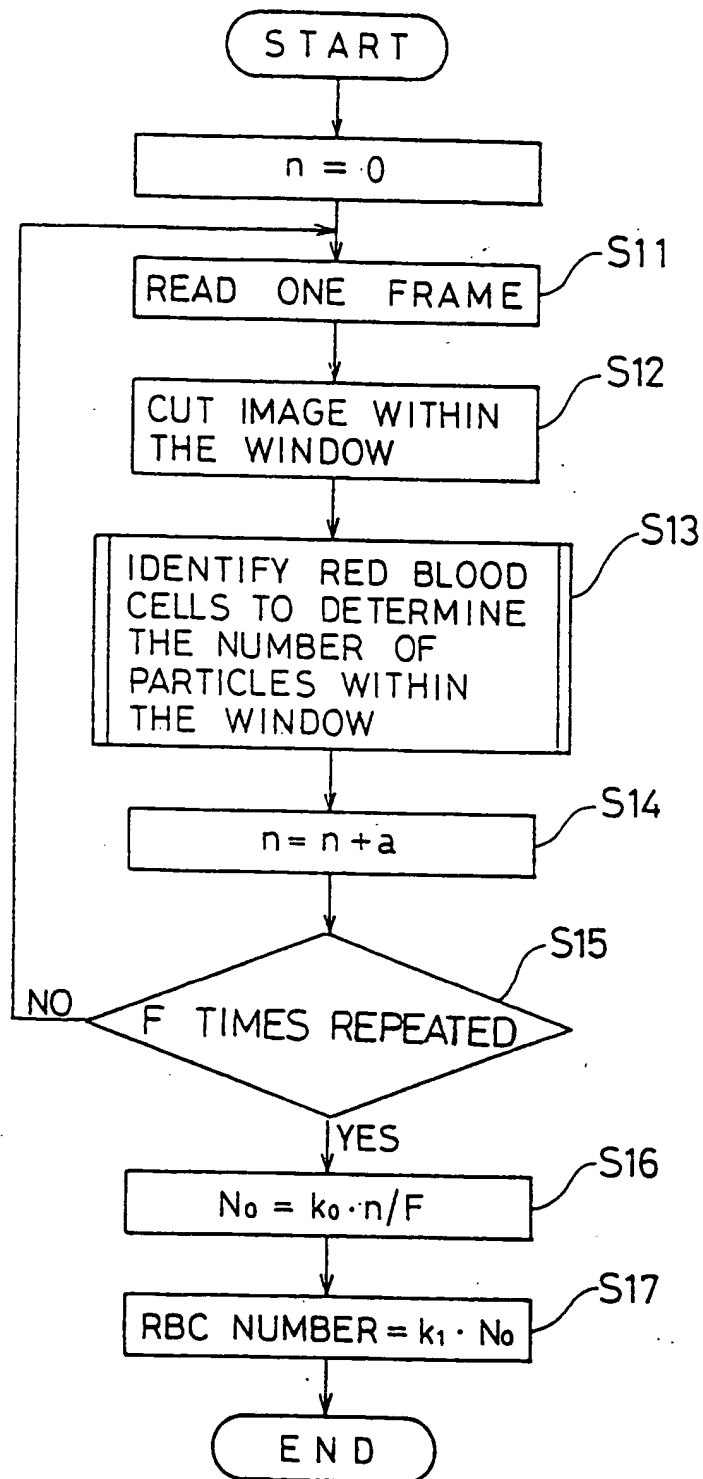 START
n = 0
S11
READ ONE FRAME
S12
CUT IMAGE WITHIN
THE WINDOW
S13
IDENTIFY RED BLOOD
CELLS TO DETERMINE
THE NUMBER OF
PARTICLES WITHIN
THE WINDOW
S14
n = n + a
S15
F TIMES REPEATED
NO
YES
S16
N₀ = k₀ · n/F
S17
RBC NUMBER = k₁ · N₀
END